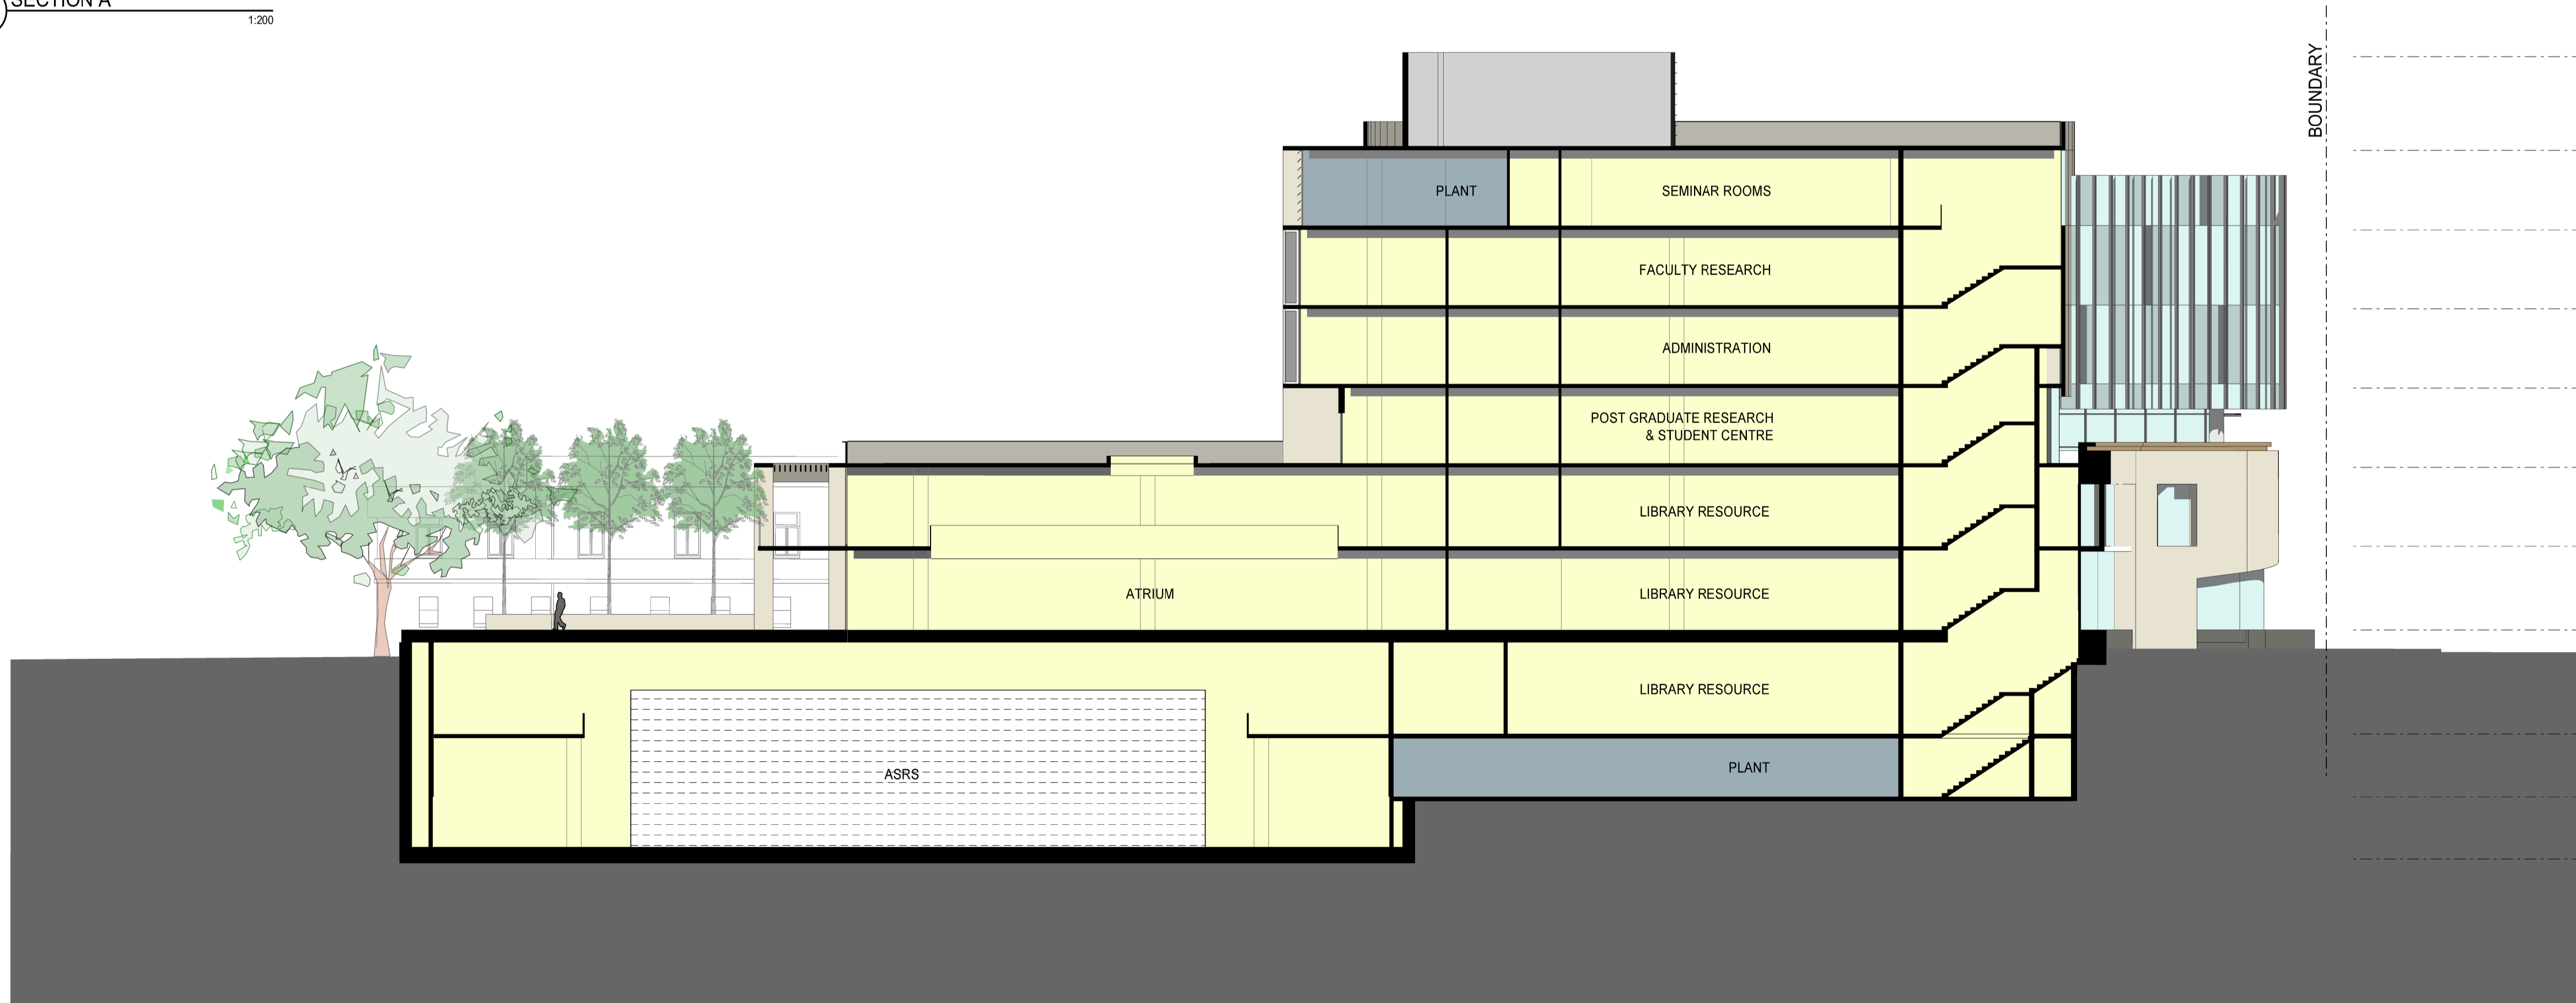 SECTION A
1:200
BOUNDARY
PLANT
SEMINAR ROOMS
FACULTY RESEARCH
ADMINISTRATION
POST GRADUATE RESEARCH
& STUDENT CENTRE
LIBRARY RESOURCE
ATRIUM
LIBRARY RESOURCE
LIBRARY RESOURCE
ASRS
PLANT